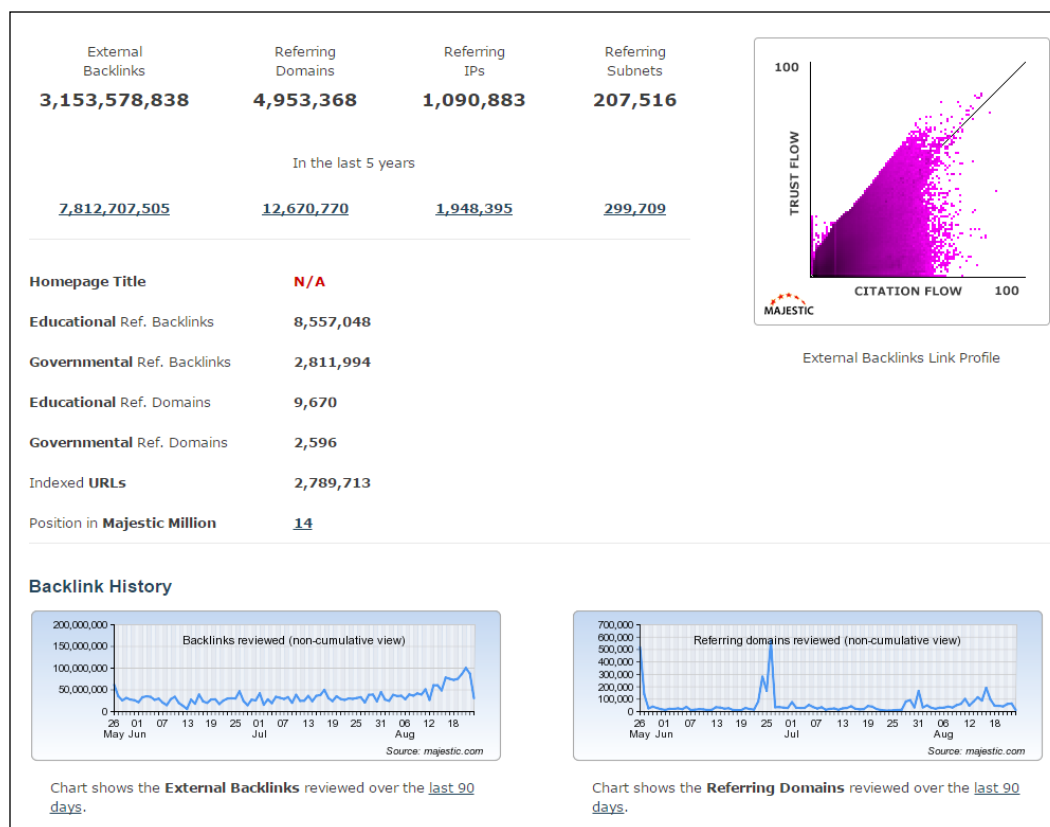 External Backlinks
3,153,578,838
Referring Domains
4,953,368
Referring IPs
1,090,883
Referring Subnets
207,516
In the last 5 years
7,812,707,505
12,670,770
1,948,395
299,709
100
TRUST FLOW
CITATION FLOW 100
MAJESTIC
External Backlinks Link Profile
Homepage Title N/A
Educational Ref. Backlinks 8,557,048
Governmental Ref. Backlinks 2,811,994
Educational Ref. Domains 9,670
Governmental Ref. Domains 2,596
Indexed URLs 2,789,713
Position in Majestic Million 14
Backlink History
Backlinks reviewed (non-cumulative view)
200,000,000
150,000,000
100,000,000
50,000,000
0
26 01 07 13 19 25 01 07 13 19 25 31 06 12 18
May Jun Jul Aug
Source: majestic.com
Chart shows the External Backlinks reviewed over the last 90
days.
Referring domains reviewed (non-cumulative view)
700,000
600,000
500,000
400,000
300,000
200,000
100,000
0
26 01 07 13 19 25 01 07 13 19 25 31 06 12 18
May Jun Jul Aug
Source: majestic.com
Chart shows the Referring Domains reviewed over the last 90
days.